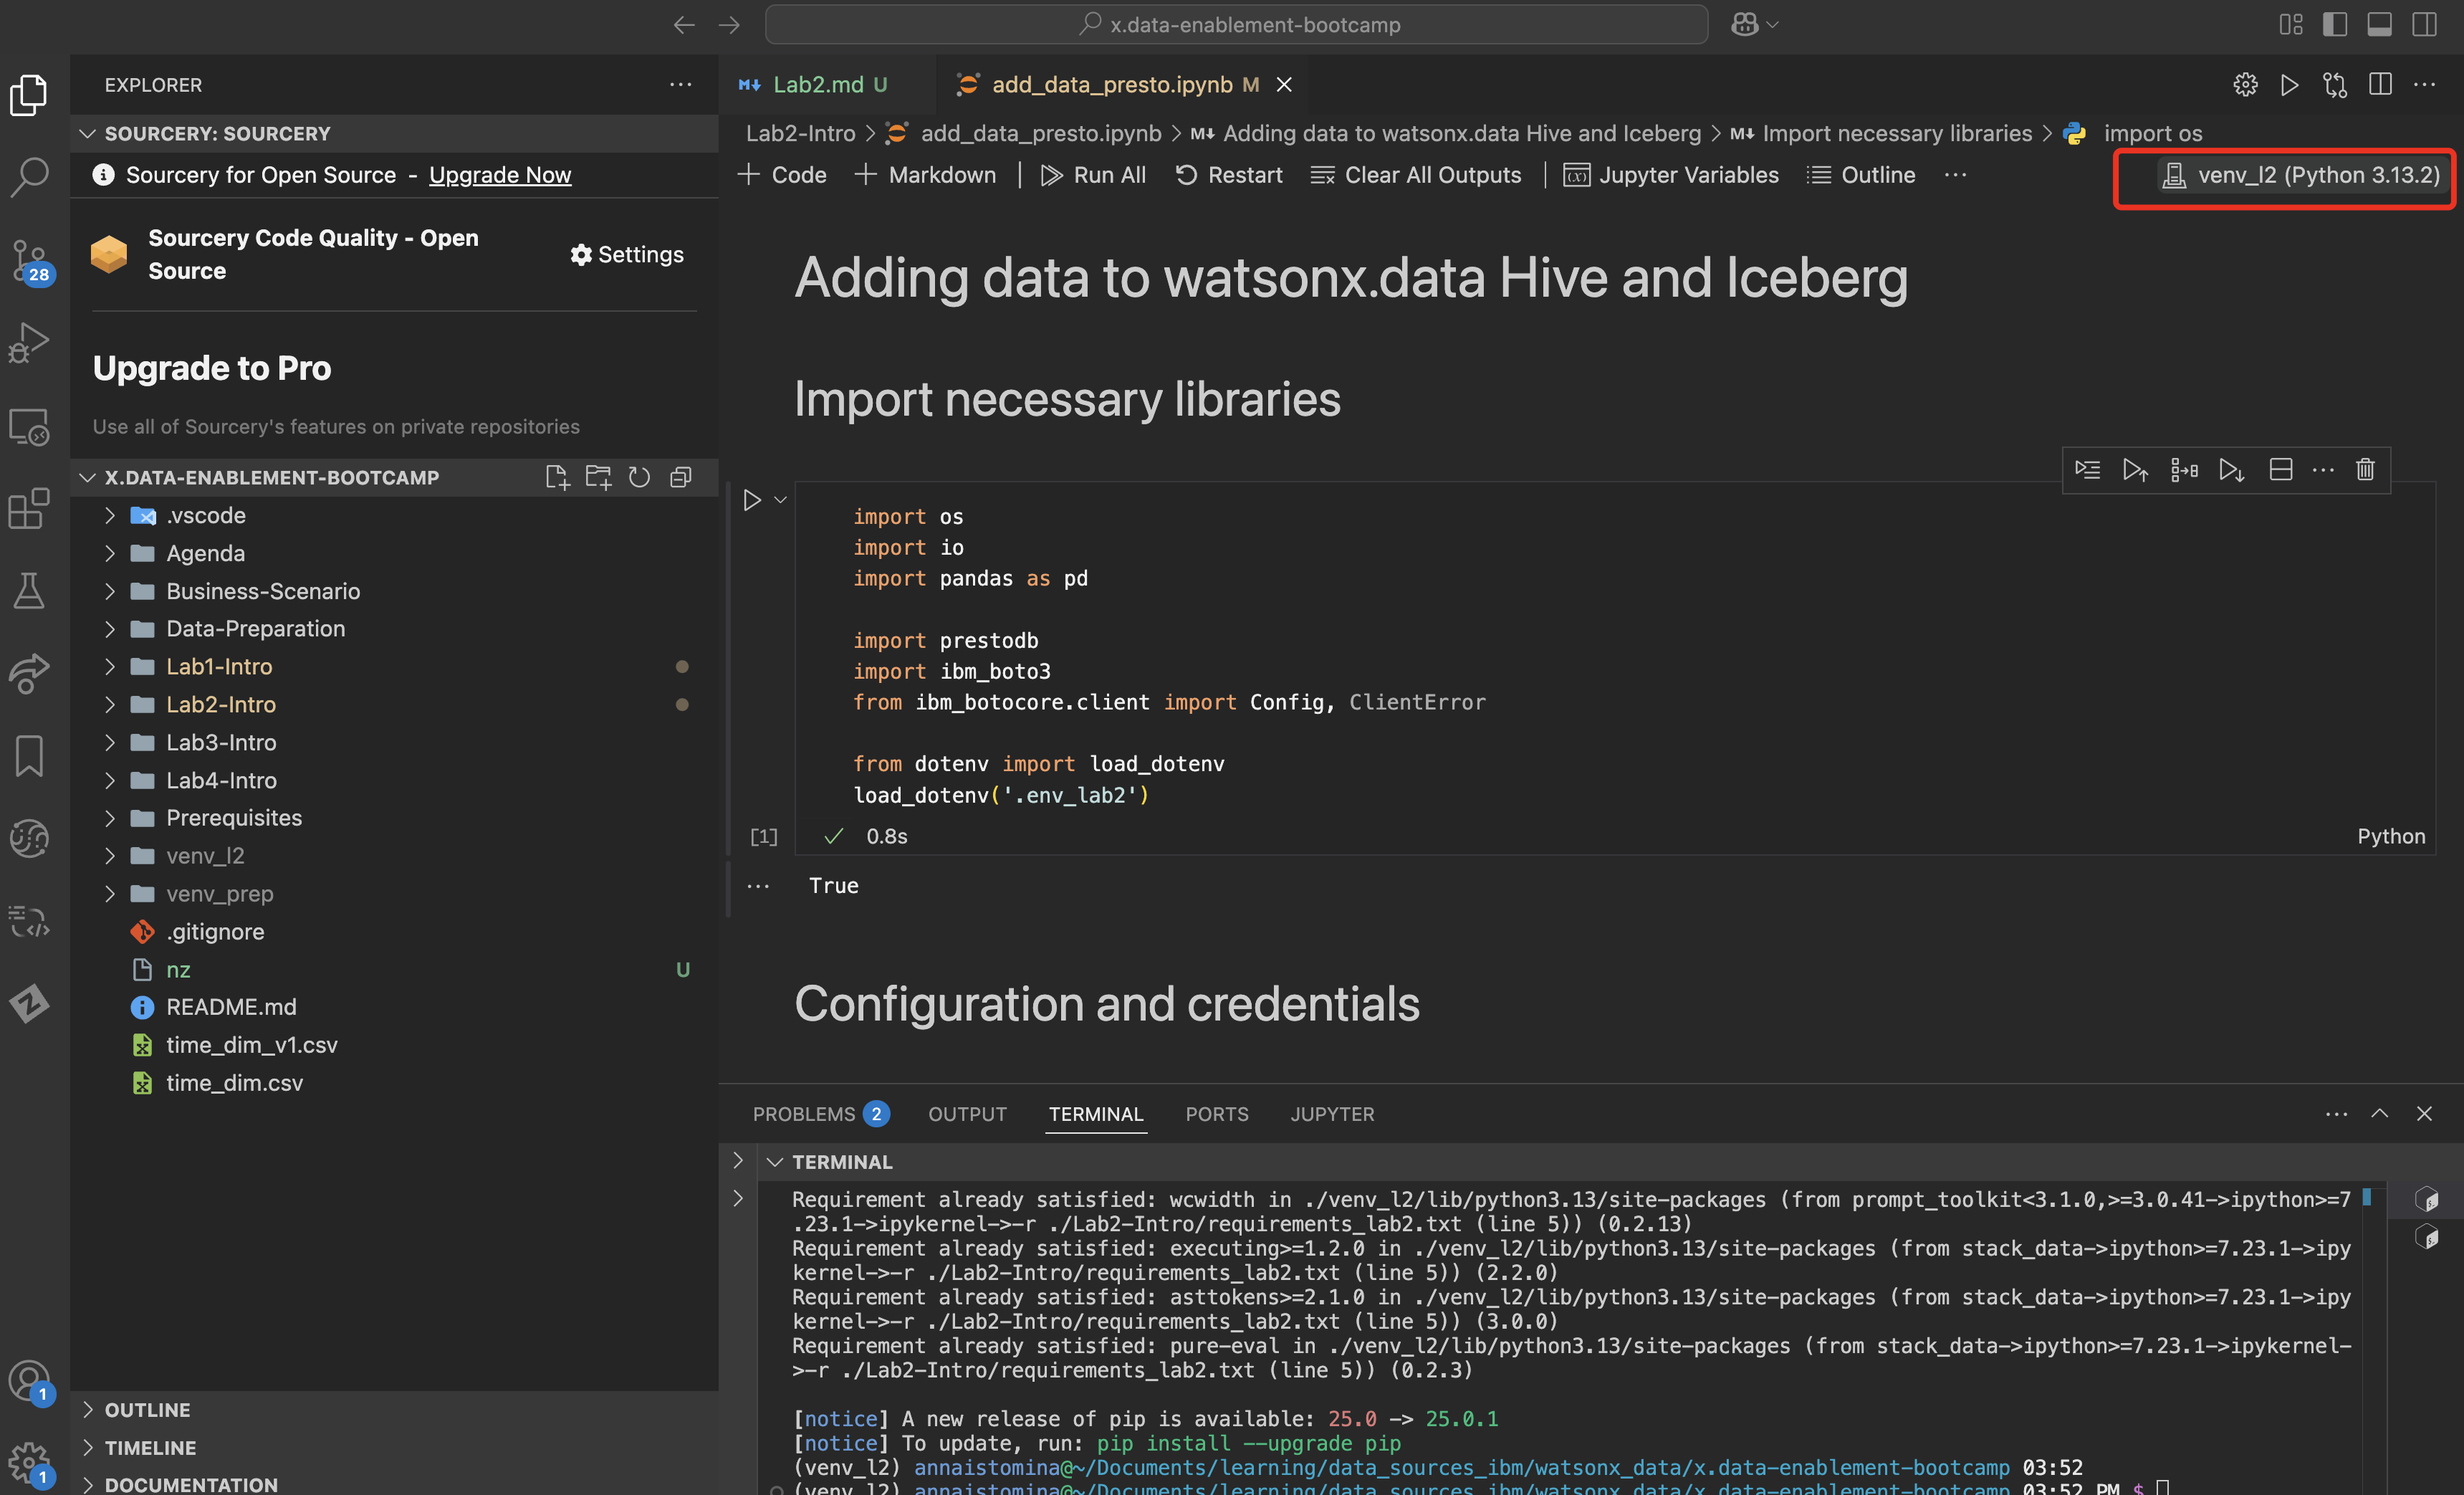 x.data-enablement-bootcamp
EXPLORER
SOURCERY: SOURCERY
Sourcery for Open Source - Upgrade Now
Sourcery Code Quality - Open
Source
Settings
Upgrade to Pro
Use all of Sourcery's features on private repositories
X.DATA-ENABLEMENT-BOOTCAMP
.vscode
Agenda
Business-Scenario
Data-Preparation
Lab1-Intro
Lab2-Intro
Lab3-Intro
Lab4-Intro
Prerequisites
venv_l2
venv_prep
.gitignore
nz U
README.md
time_dim_v1.csv
time_dim.csv
OUTLINE
TIMELINE
DOCUMENTATION
28
1
1
Lab2.md U
add_data_presto.ipynb M
Lab2-Intro > add_data_presto.ipynb > M↓ Adding data to watsonx.data Hive and Iceberg > M↓ Import necessary libraries > import os
+ Code + Markdown | Run All Restart Clear All Outputs | Jupyter Variables Outline ...
venv_l2 (Python 3.13.2)
Adding data to watsonx.data Hive and Iceberg
Import necessary libraries
import os
import io
import pandas as pd
import prestodb
import ibm_boto3
from ibm_botocore.client import Config, ClientError
from dotenv import load_dotenv
load_dotenv('.env_lab2')
[1] ✓ 0.8s Python
... True
Configuration and credentials
PROBLEMS 2 OUTPUT TERMINAL PORTS JUPYTER
TERMINAL
Requirement already satisfied: wcwidth in ./venv_l2/lib/python3.13/site-packages (from prompt_toolkit<3.1.0,>=3.0.41->ipython>=7
.23.1->ipykernel->-r ./Lab2-Intro/requirements_lab2.txt (line 5)) (0.2.13)
Requirement already satisfied: executing>=1.2.0 in ./venv_l2/lib/python3.13/site-packages (from stack_data->ipython>=7.23.1->ipy
kernel->-r ./Lab2-Intro/requirements_lab2.txt (line 5)) (2.2.0)
Requirement already satisfied: asttokens>=2.1.0 in ./venv_l2/lib/python3.13/site-packages (from stack_data->ipython>=7.23.1->ipy
kernel->-r ./Lab2-Intro/requirements_lab2.txt (line 5)) (3.0.0)
Requirement already satisfied: pure-eval in ./venv_l2/lib/python3.13/site-packages (from stack_data->ipython>=7.23.1->ipykernel-
>-r ./Lab2-Intro/requirements_lab2.txt (line 5)) (0.2.3)
[notice] A new release of pip is available: 25.0 -> 25.0.1
[notice] To update, run: pip install --upgrade pip
(venv_l2) annaistomina@~/Documents/learning/data_sources_ibm/watsonx_data/x.data-enablement-bootcamp 03:52
(venv_l2) annaistomina@~/Documents/learning/data_sources_ibm/watsonx_data/x.data-enablement-bootcamp 03:52 PM $